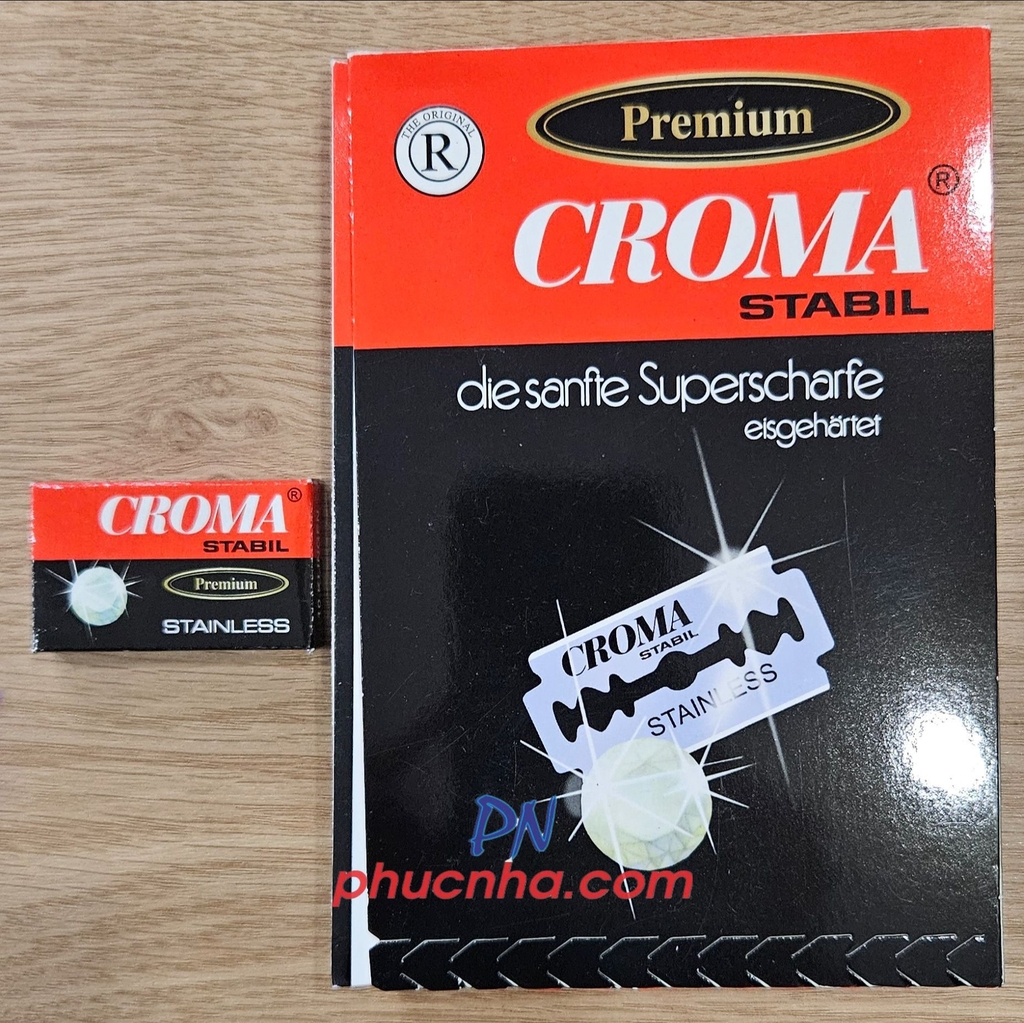 THE ORIGINAL
R
Premium
CROMA®
STABIL
die sanfte Superscharfe
eisgehärtet
CROMA
STABIL
STAINLESS
CROMA®
STABIL
Premium
STAINLESS
PN
phucnha.com